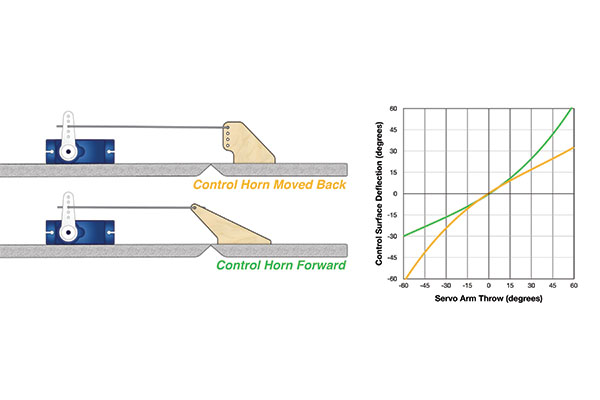 Control Horn Moved Back
Control Horn Forward
Control Surface Deflection (degrees)
60
45
30
15
0
-15
-30
-45
-60
-60 -45 -30 -15 0 15 30 45 60
Servo Arm Throw (degrees)